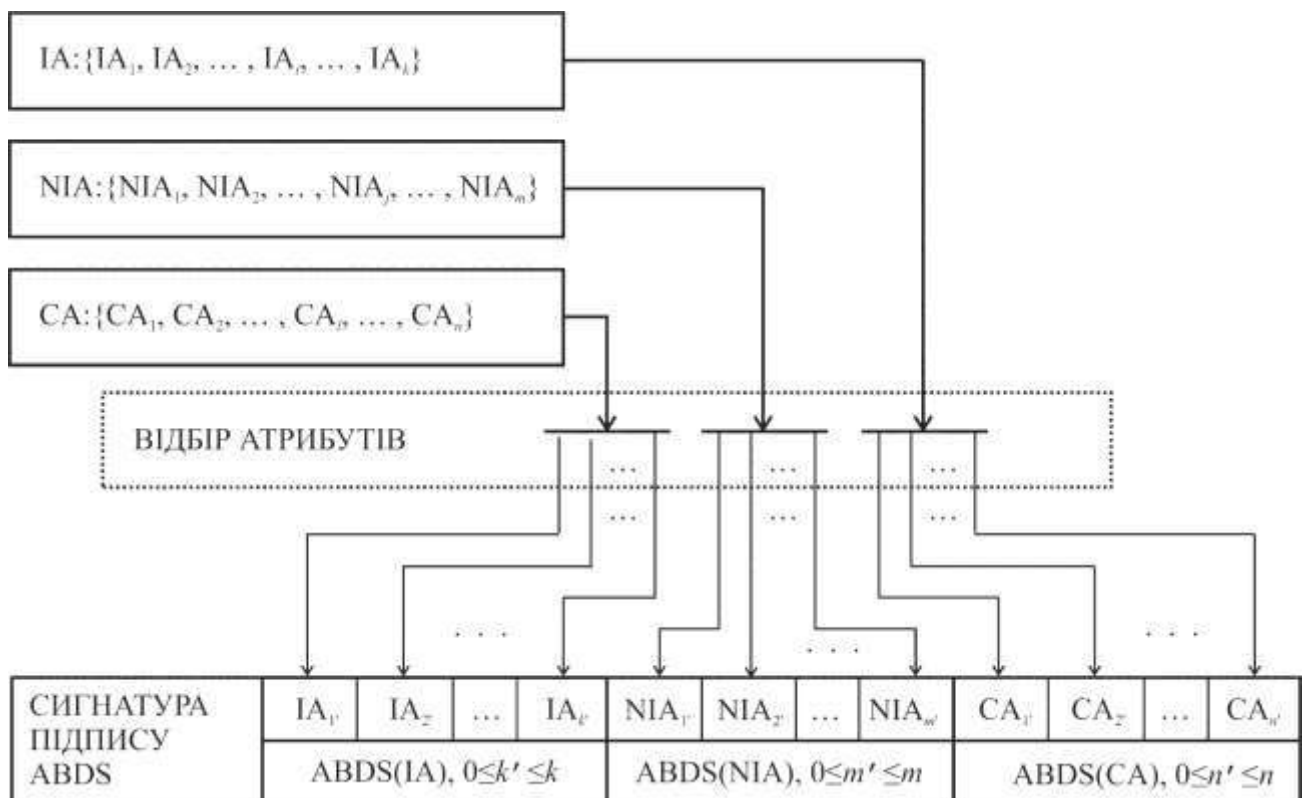 IA:{IA₁, IA₂, … , IAᵢ, … , IAₖ}
NIA:{NIA₁, NIA₂, … , NIAⱼ, … , NIAₘ}
CA:{CA₁, CA₂, … , CAₗ, … , CAₙ}
ВІДБІР АТРИБУТІВ
… … …
… … …
. . . . . . . . .
СИГНАТУРА ПІДПИСУ ABDS
IA₁' IA₂' … IAₖ' NIA₁' NIA₂' … NIAₘ' CA₁' CA₂' … CAₙ'
ABDS(IA), 0≤k′ ≤k ABDS(NIA), 0≤m′ ≤m ABDS(CA), 0≤n′ ≤n